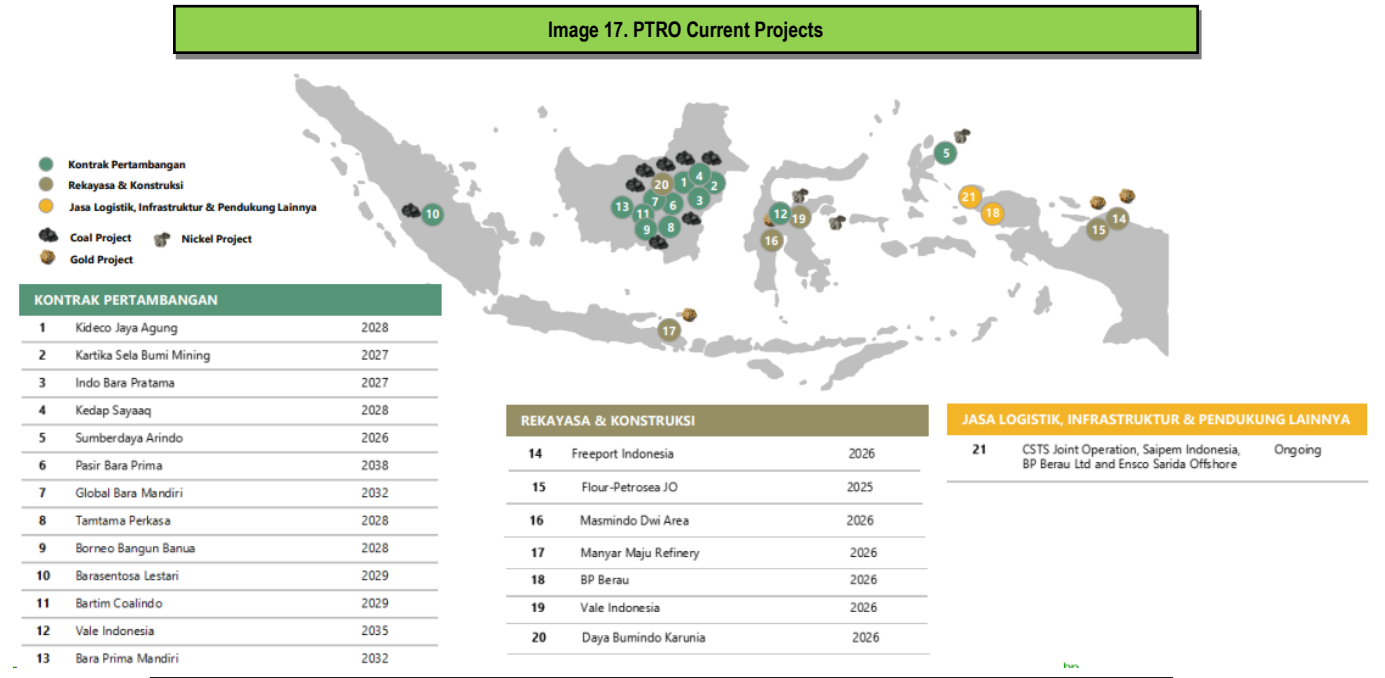 Image 17. PTRO Current Projects
Kontrak Pertambangan
Rekayasa & Konstruksi
Jasa Logistik, Infrastruktur & Pendukung Lainnya
Coal Project
Nickel Project
Gold Project
5
20
1
4
2
21
13
7
6
3
10
11
12
19
18
14
9
8
16
15
17
KONTRAK PERTAMBANGAN
1 Kideco Jaya Agung 2028
2 Kartika Sela Bumi Mining 2027
3 Indo Bara Pratama 2027
4 Kedap Sayaaq 2028
5 Sumberdaya Arindo 2026
6 Pasir Bara Prima 2038
7 Global Bara Mandiri 2032
8 Tamtama Perkasa 2028
9 Borneo Bangun Banua 2028
10 Barasentosa Lestari 2029
11 Bartim Coalindo 2029
12 Vale Indonesia 2035
13 Bara Prima Mandiri 2032
REKAYASA & KONSTRUKSI
14 Freeport Indonesia 2026
15 Flour-Petrosea JO 2025
16 Masmindo Dwi Area 2026
17 Manyar Maju Refinery 2026
18 BP Berau 2026
19 Vale Indonesia 2026
20 Daya Bumindo Karunia 2026
JASA LOGISTIK, INFRASTRUKTUR & PENDUKUNG LAINNYA
21 CSTS Joint Operation, Saipem Indonesia, Ongoing
BP Berau Ltd and Ensco Sarida Offshore